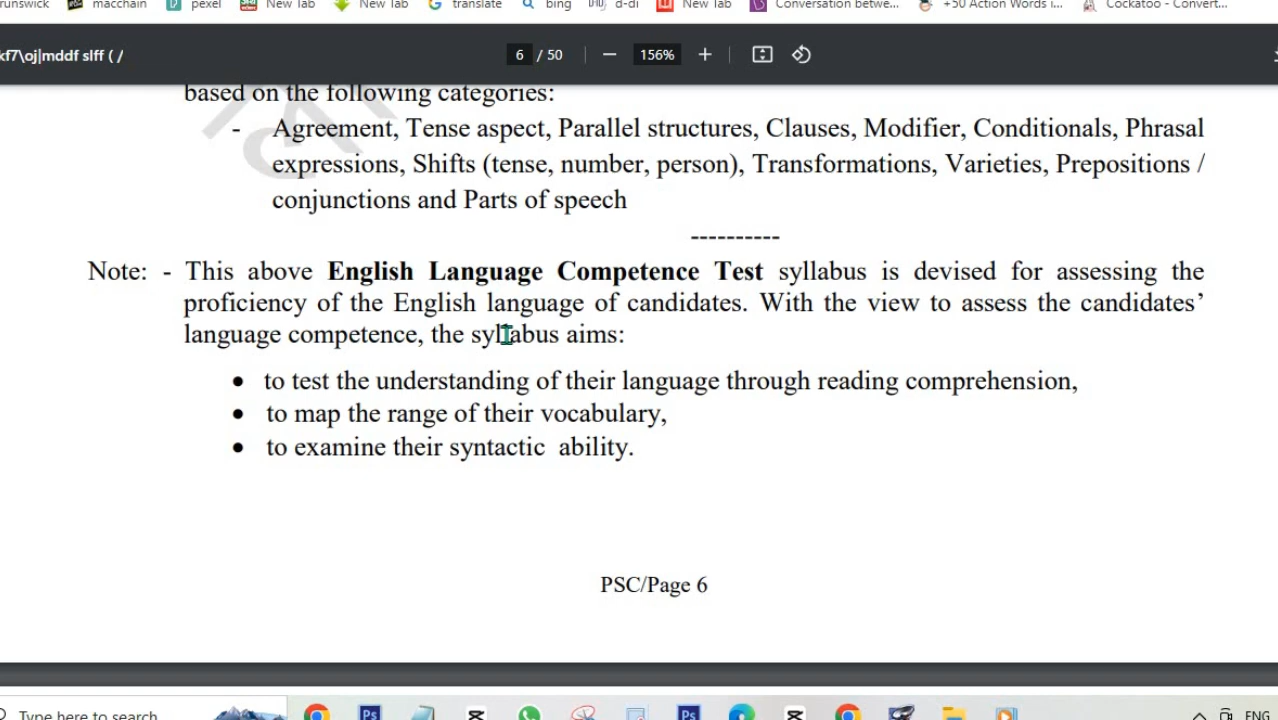 runswick macchain pexel New Tab New Tab translate bing d-di New Tab Conversation betwe... +50 Action Words i... Cockatoo - Convert...
kf7\oj|mddf slff ( / 6 / 50 156%
based on the following categories:
- Agreement, Tense aspect, Parallel structures, Clauses, Modifier, Conditionals, Phrasal
expressions, Shifts (tense, number, person), Transformations, Varieties, Prepositions /
conjunctions and Parts of speech
----------
Note: - This above English Language Competence Test syllabus is devised for assessing the
proficiency of the English language of candidates. With the view to assess the candidates’
language competence, the syllabus aims:
• to test the understanding of their language through reading comprehension,
• to map the range of their vocabulary,
• to examine their syntactic ability.
PSC/Page 6
Type here to search ENG